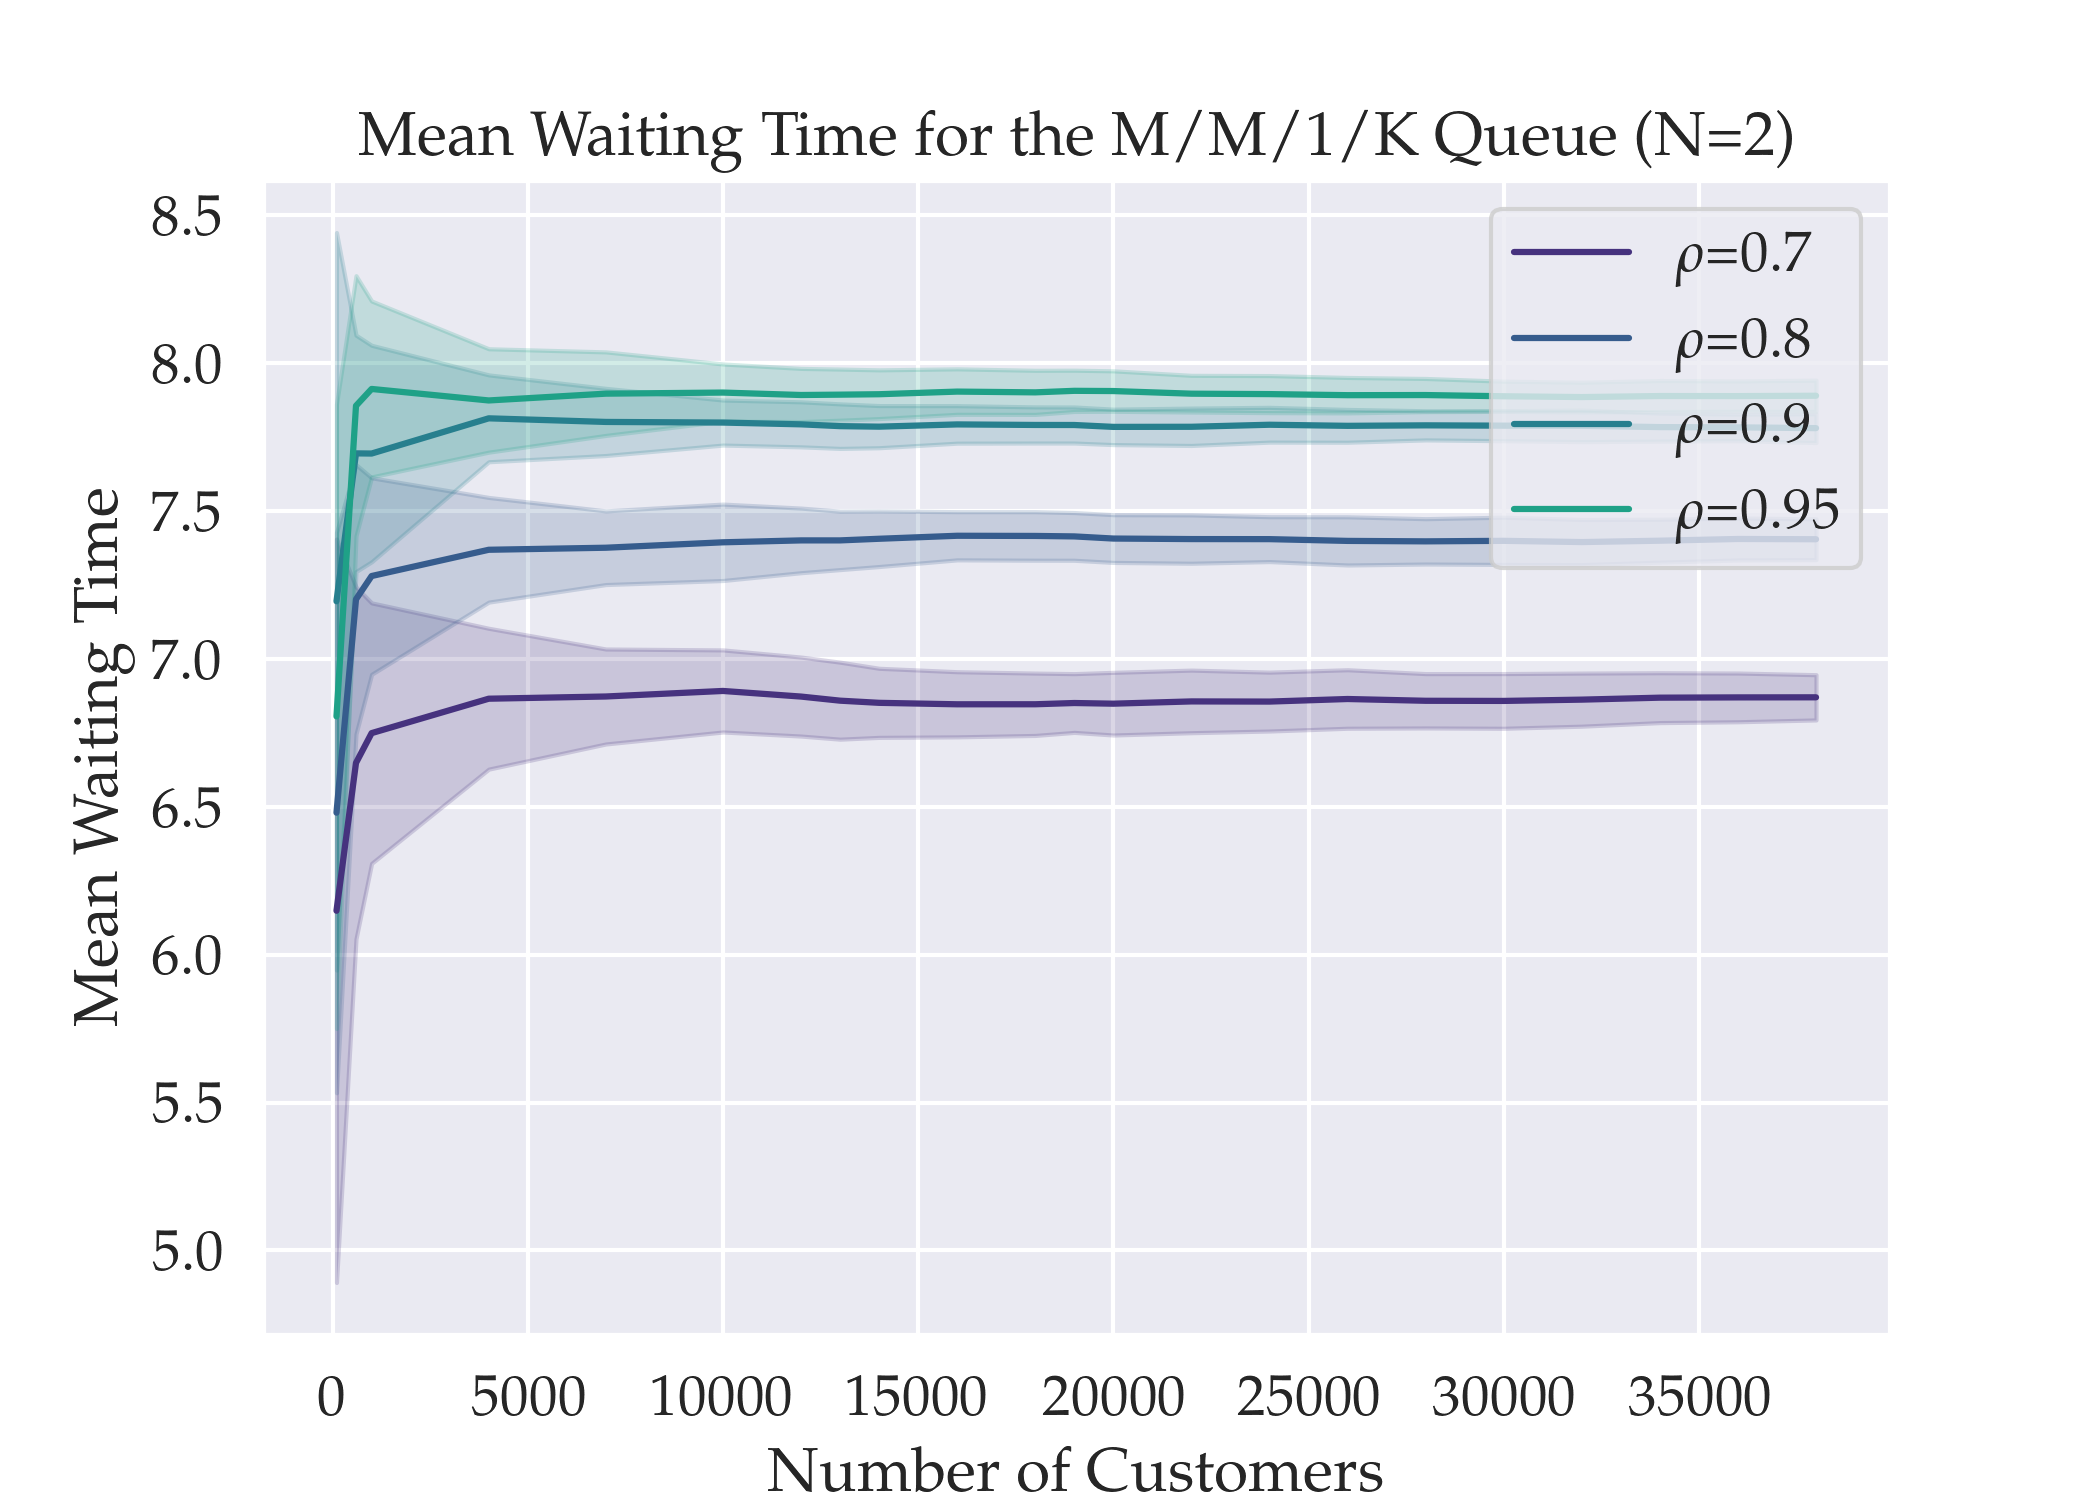 Mean Waiting Time for the M/M/1/K Queue (N=2)
Mean Waiting Time
8.5
8.0
7.5
7.0
6.5
6.0
5.5
5.0
ρ=0.7
ρ=0.8
ρ=0.9
ρ=0.95
0 5000 10000 15000 20000 25000 30000 35000
Number of Customers